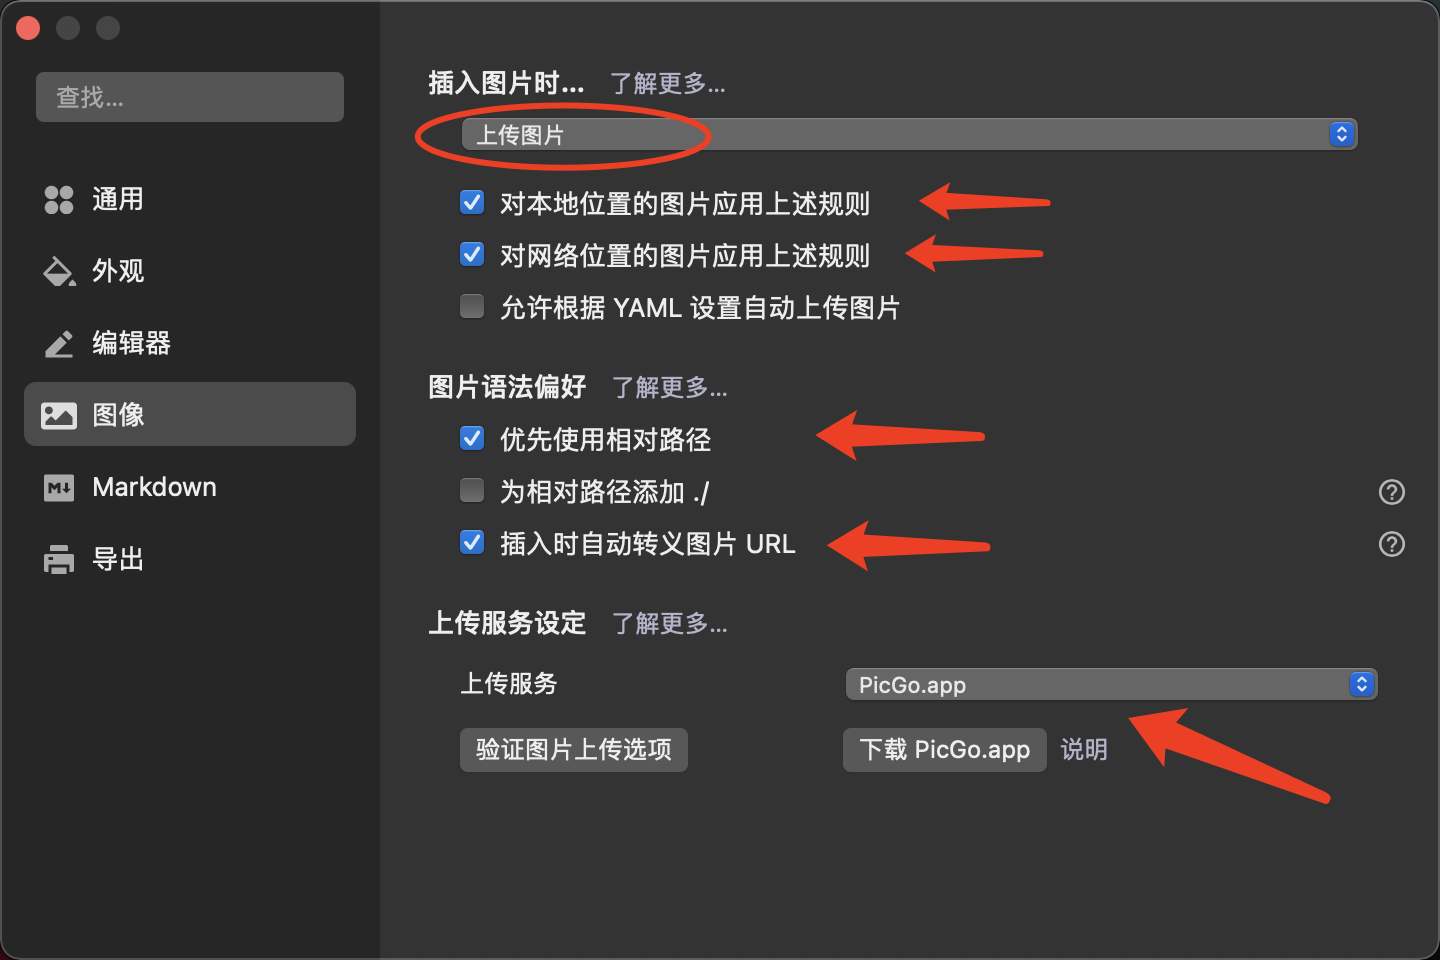 查找...
通用
外观
编辑器
图像
Markdown
导出
插入图片时... 了解更多...
上传图片
对本地位置的图片应用上述规则
对网络位置的图片应用上述规则
允许根据 YAML 设置自动上传图片
图片语法偏好 了解更多...
优先使用相对路径
为相对路径添加 ./
插入时自动转义图片 URL
上传服务设定 了解更多...
上传服务 PicGo.app
验证图片上传选项 下载 PicGo.app 说明